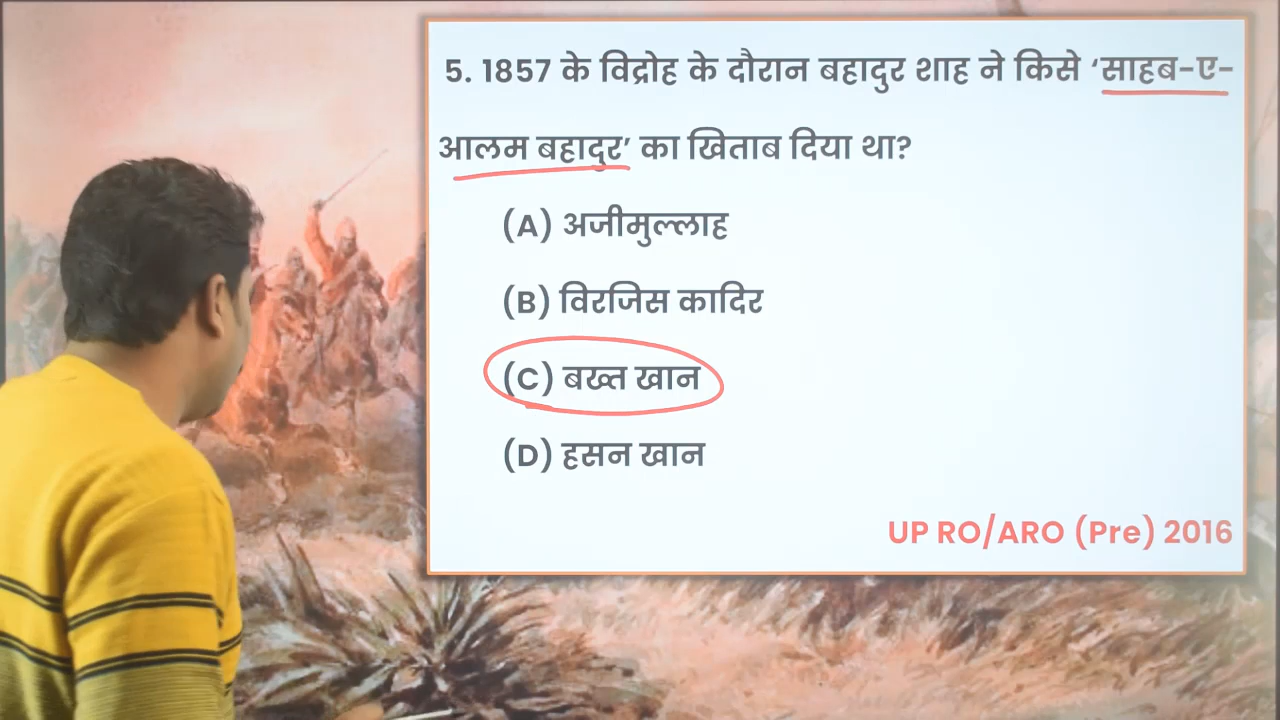 5. 1857 के विद्रोह के दौरान बहादुर शाह ने किसे ‘साहब-ए-
आलम बहादुर’ का खिताब दिया था?
(A) अजीमुल्लाह
(B) विरजिस कादिर
(C) बख्त खान
(D) हसन खान
UP RO/ARO (Pre) 2016